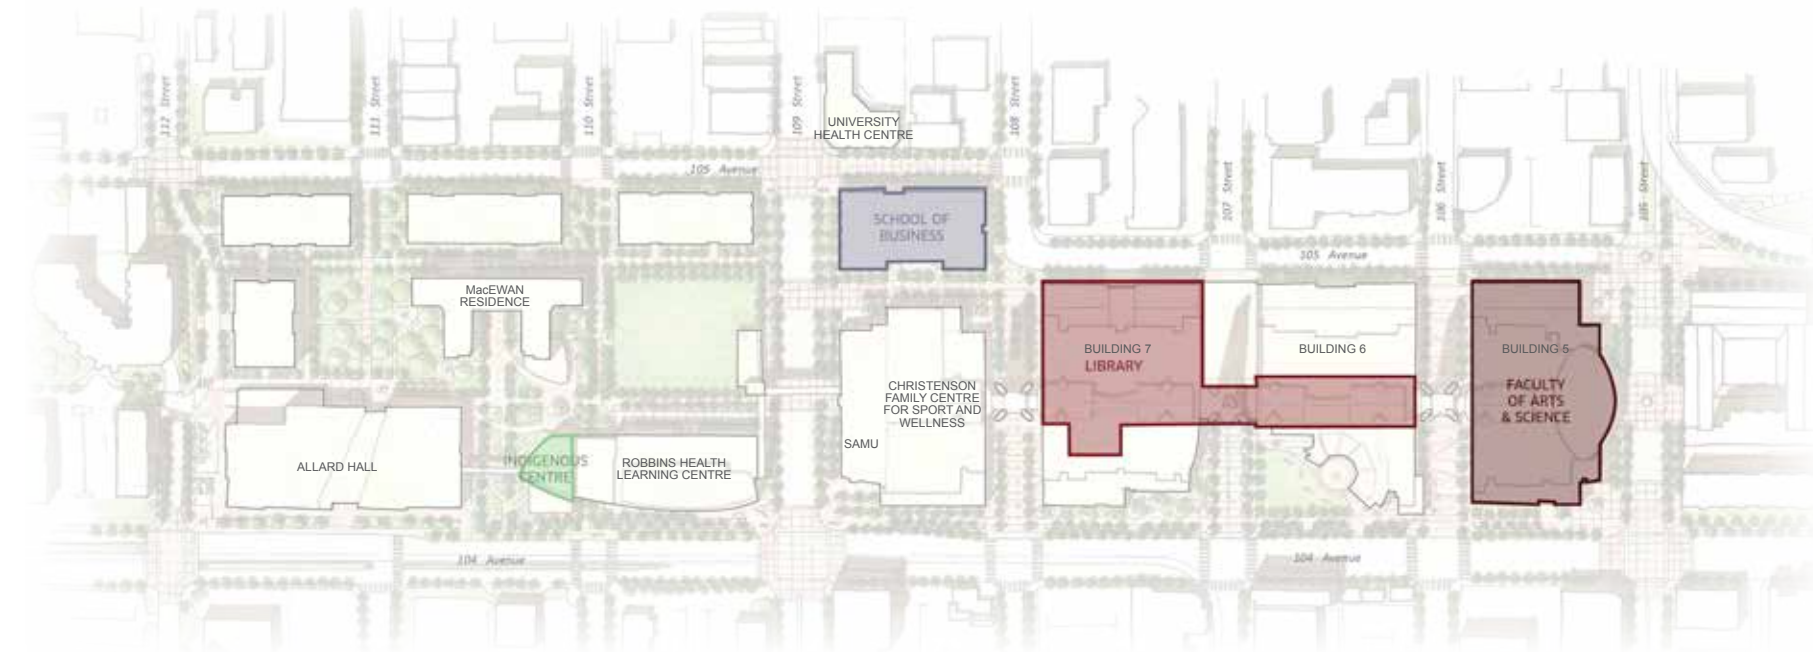 112 Street
111 Street
110 Street
109 Street
108 Street
107 Street
106 Street
105 Street
UNIVERSITY
HEALTH CENTRE
105 Avenue
SCHOOL OF
BUSINESS
105 Avenue
MacEWAN
RESIDENCE
BUILDING 7
LIBRARY
BUILDING 6
BUILDING 5
FACULTY
OF ARTS
& SCIENCE
CHRISTENSON
FAMILY CENTRE
FOR SPORT AND
WELLNESS
SAMU
ALLARD HALL
INDIGENOUS
CENTRE
ROBBINS HEALTH
LEARNING CENTRE
104 Avenue
104 Avenue